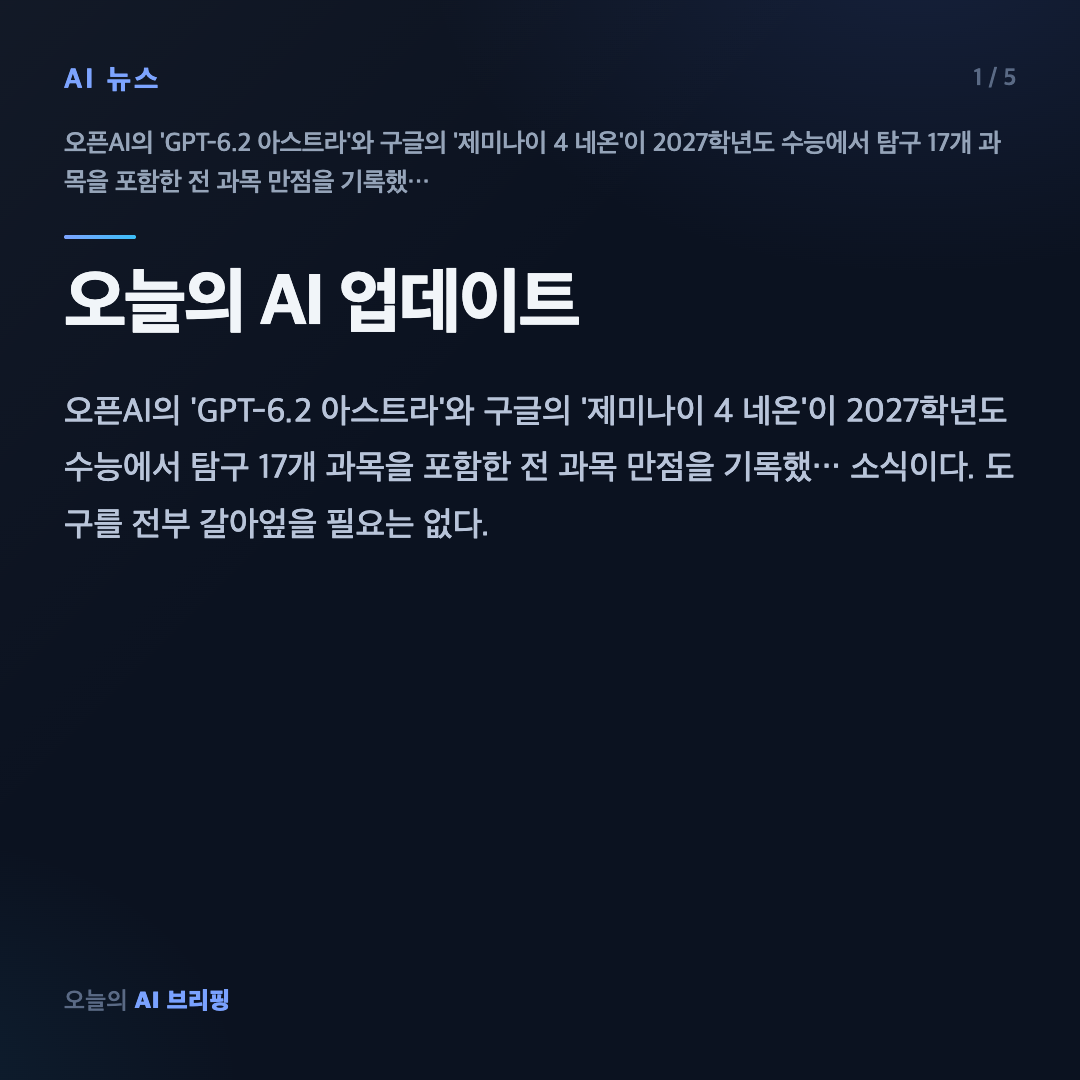 AI 뉴스
1 / 5
오픈AI의 'GPT-6.2 아스트라'와 구글의 '제미나이 4 네온'이 2027학년도 수능에서 탐구 17개 과
목을 포함한 전 과목 만점을 기록했…
오늘의 AI 업데이트
오픈AI의 'GPT-6.2 아스트라'와 구글의 '제미나이 4 네온'이 2027학년도
수능에서 탐구 17개 과목을 포함한 전 과목 만점을 기록했… 소식이다. 도
구를 전부 갈아엎을 필요는 없다.
오늘의 AI 브리핑